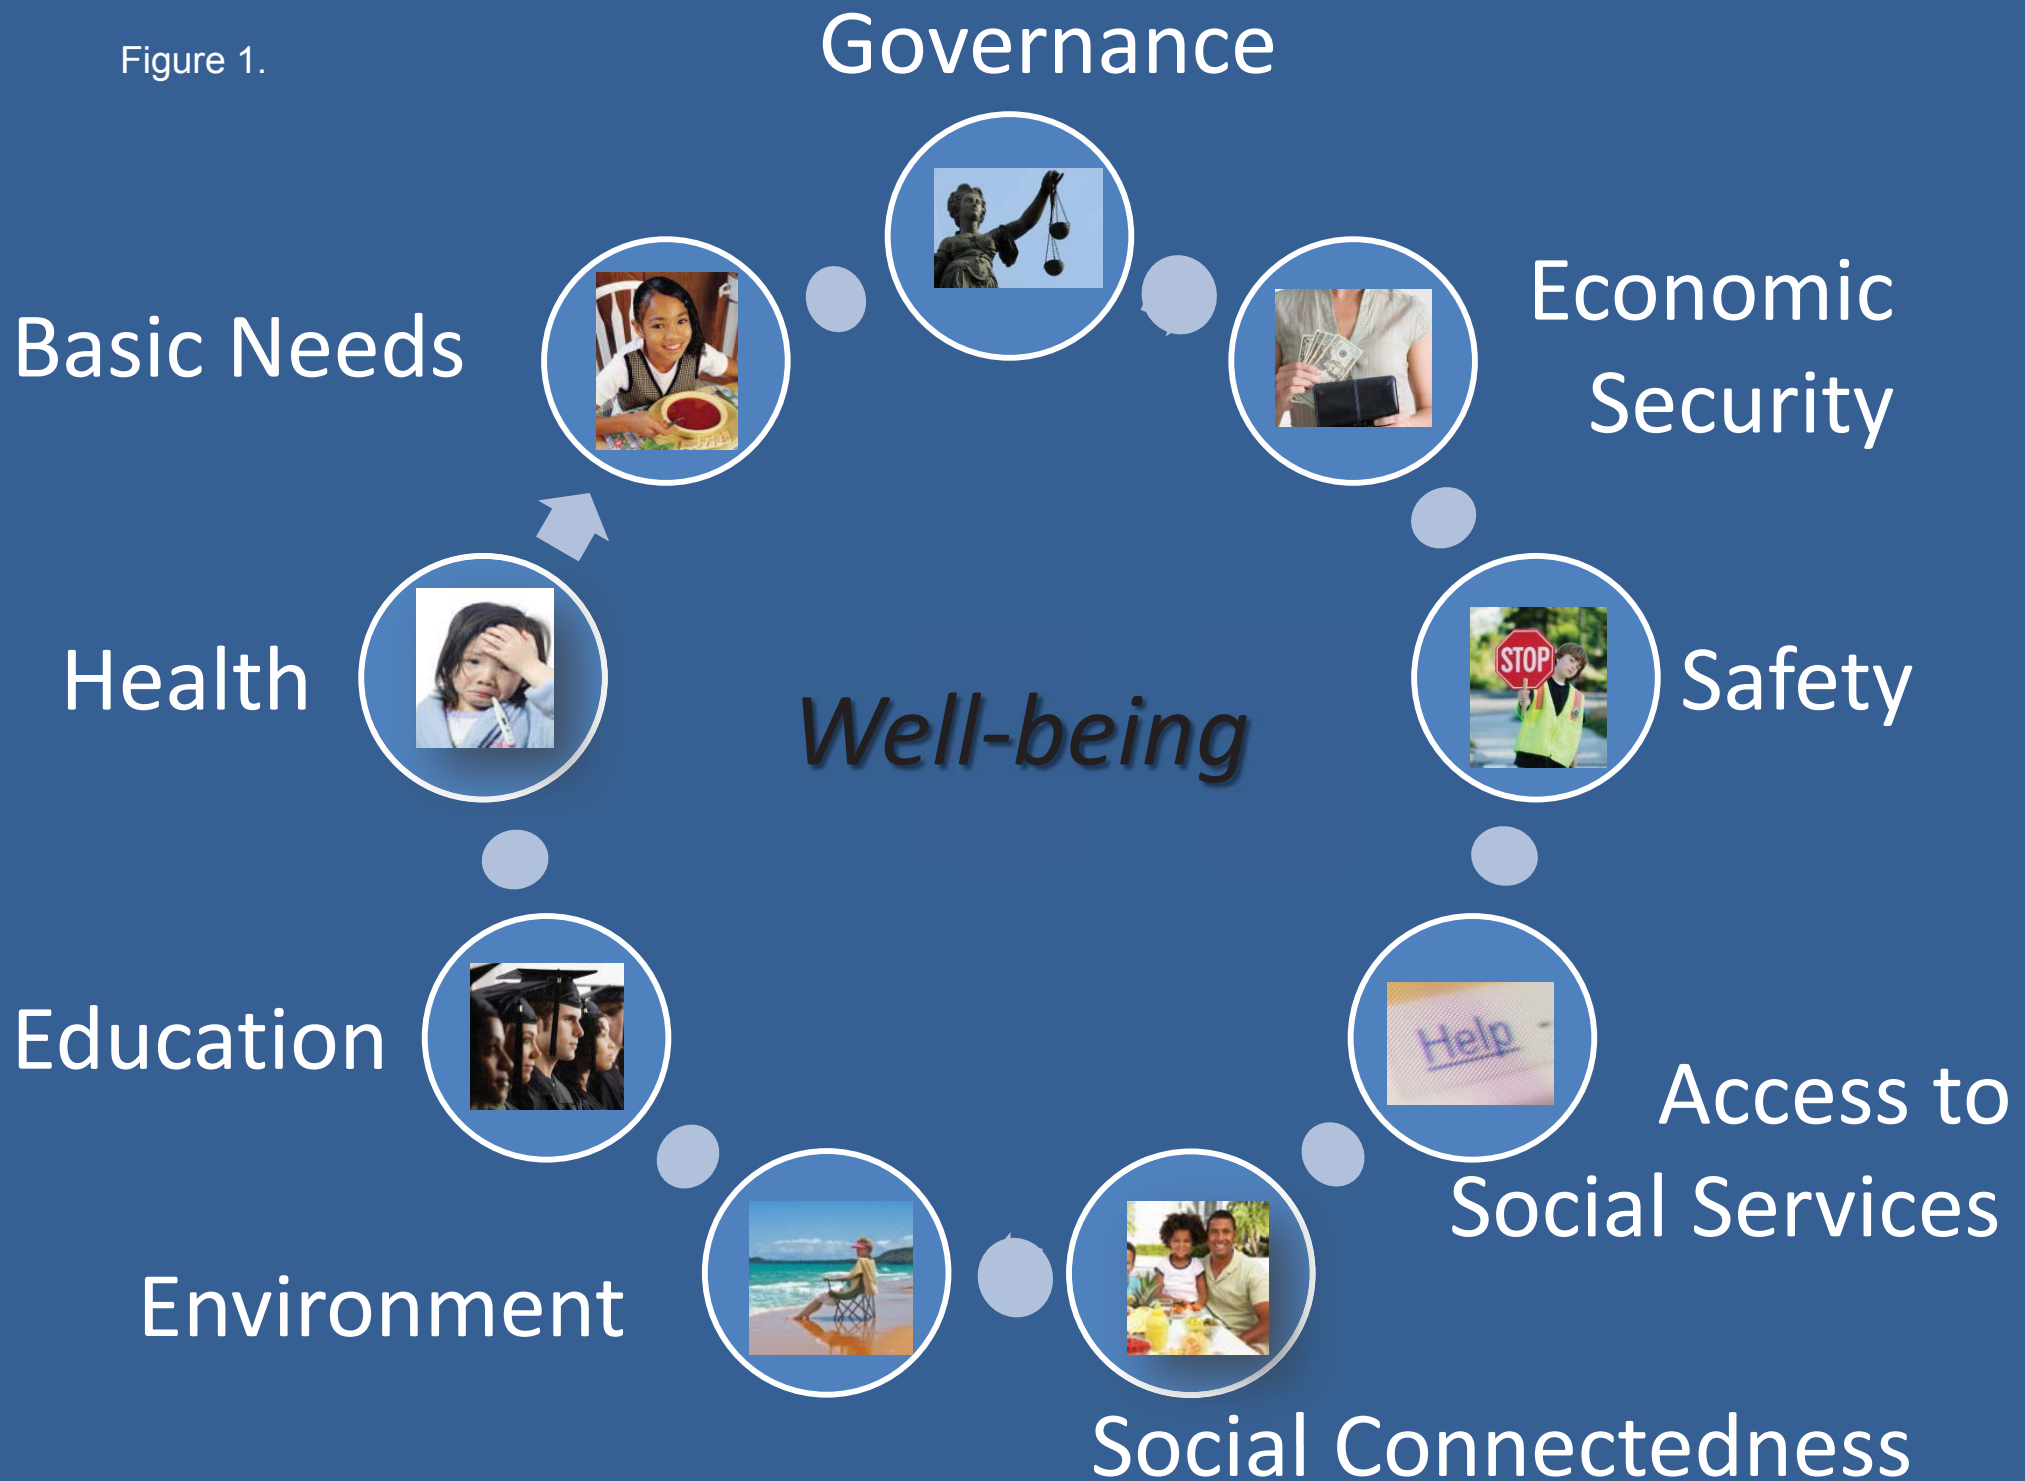 Figure 1.
Governance
Economic
Security
Basic Needs
STOP
Safety
Health
Well-being
Help
Education
Access to
Social Services
Environment
Social Connectedness